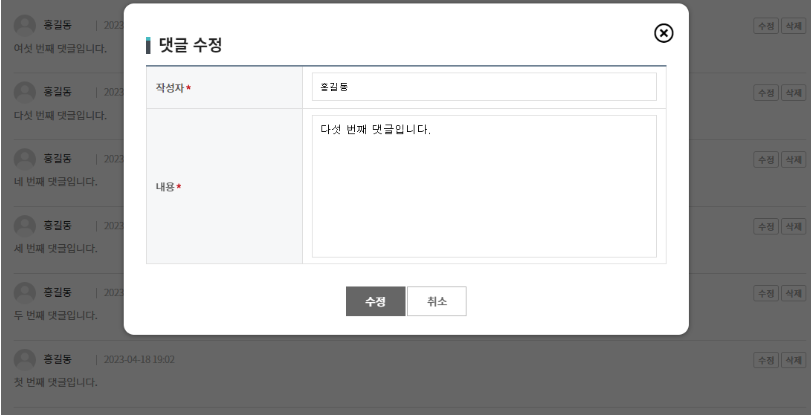 홍길동 | 2023 수정 삭제
여섯 번째 댓글입니다.
댓글 수정
홍길동 | 2023 수정 삭제
다섯 번째 댓글입니다.
작성자 * 홍길동
내용 * 다섯 번째 댓글입니다.
홍길동 | 2023 수정 삭제
네 번째 댓글입니다.
홍길동 | 2023 수정 삭제
세 번째 댓글입니다.
홍길동 | 2023 수정 삭제
두 번째 댓글입니다.
수정 취소
홍길동 | 2023-04-18 19:02 수정 삭제
첫 번째 댓글입니다.